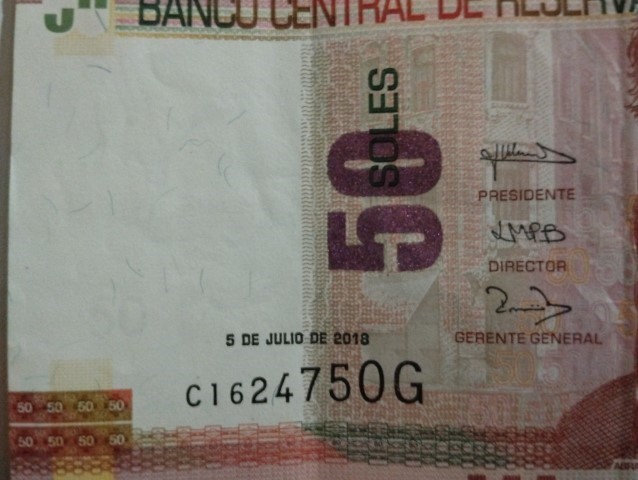 BANCO CENTRAL DE RESERVA
50
SOLES
PRESIDENTE
DIRECTOR
GERENTE GENERAL
5 DE JULIO DE 2018
C1624750G
50 50 50 50
50 50 50 50